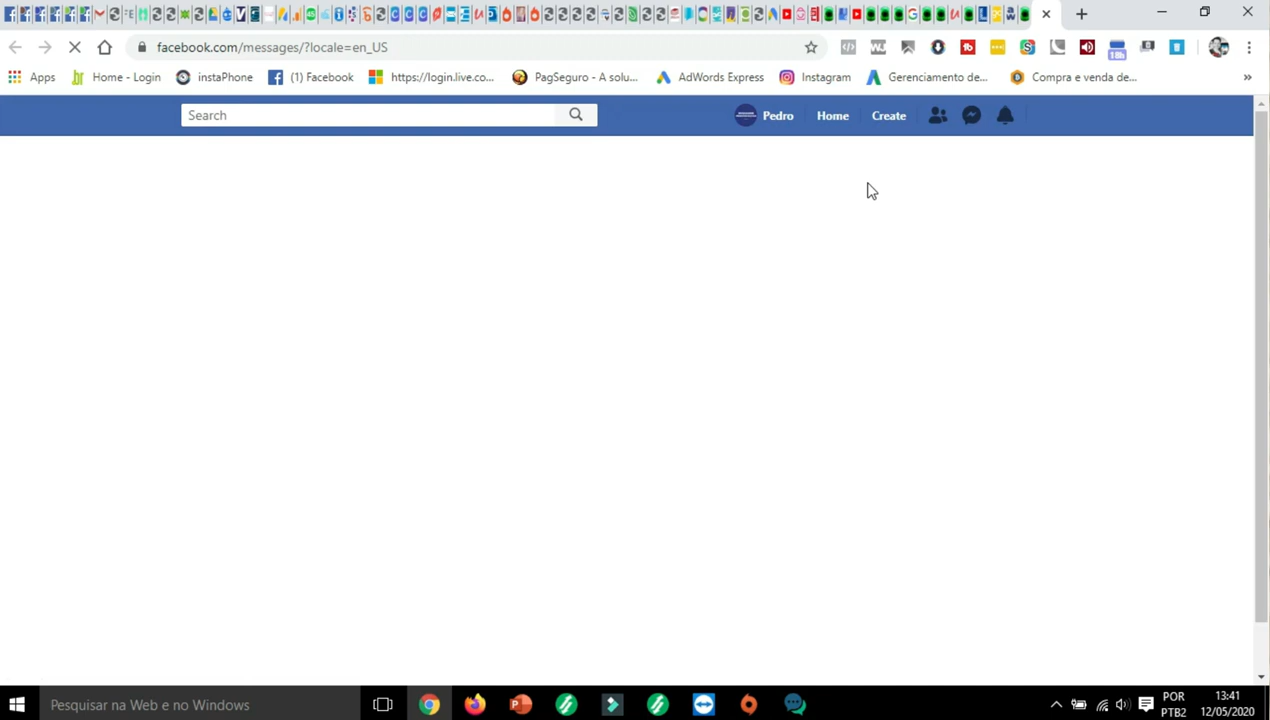 facebook.com/messages/?locale=en_US
18h
Apps
Home - Login
instaPhone
(1) Facebook
https://login.live.co...
PagSeguro - A solu...
AdWords Express
Instagram
Gerenciamento de...
Compra e venda de...
»
Search
Pedro
Home
Create
Pesquisar na Web e no Windows
POR
PTB2
13:41
12/05/2020